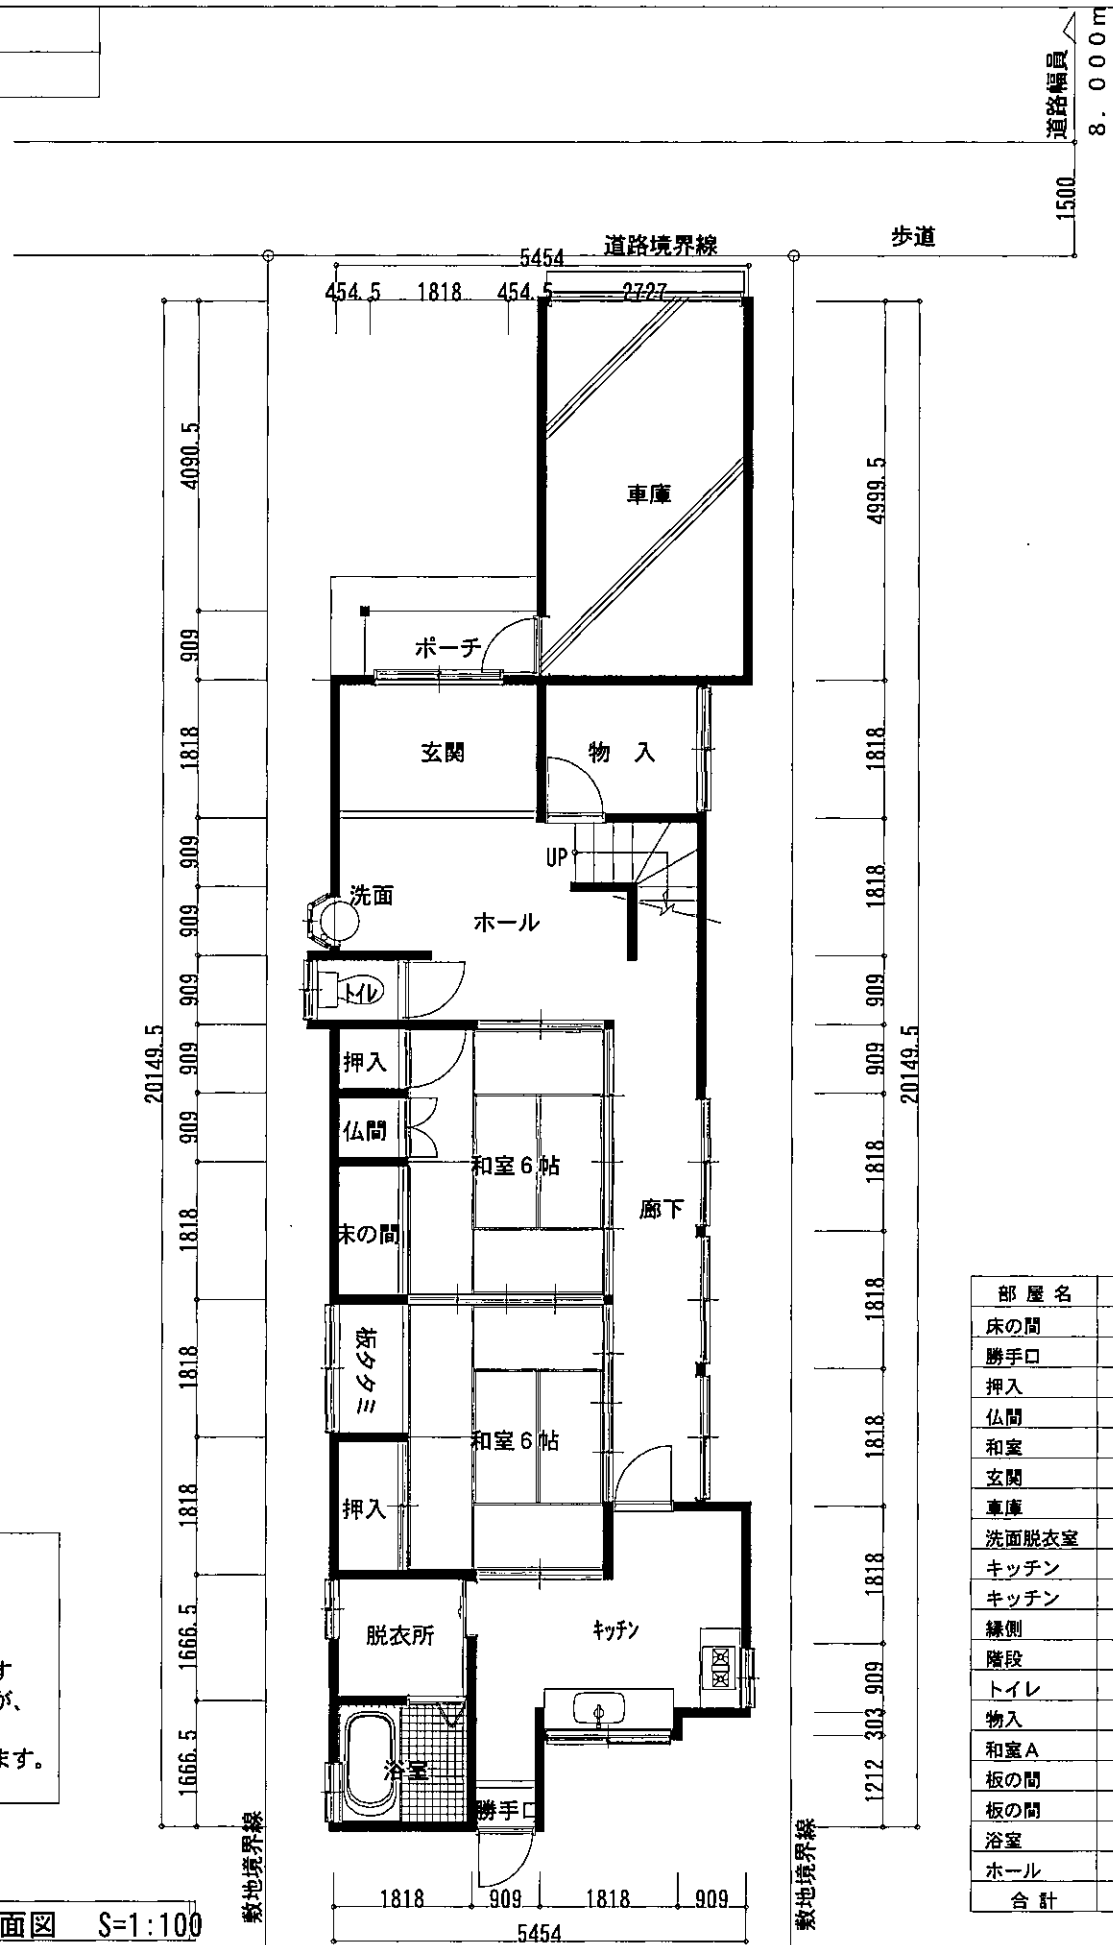 道路幅員
8.000m
1500
道路境界線
歩道
5454
454.5 1818 454.5 2727
4090.5
4999.5
車庫
909
ポーチ
1818
玄関
物 入
1818
909
UP
1818
909
洗面
ホール
909
トイレ
909
20149.5
909
押入
909
20149.5
909
仏間
和室6帖
1818
1818
床の間
廊下
1818
1818
板タタミ
和室6帖
1818
1818
押入
1818
1666.5
脱衣所
キッチン
909
303
1666.5
浴室
1212
勝手口
敷地境界線
敷地境界線
1818 909 1818 909
5454
す
が、
ます。
面図 S=1:100
部屋名
床の間
勝手口
押入
仏間
和室
玄関
車庫
洗面脱衣室
キッチン
キッチン
縁側
階段
トイレ
物入
和室A
板の間
板の間
浴室
ホール
合計